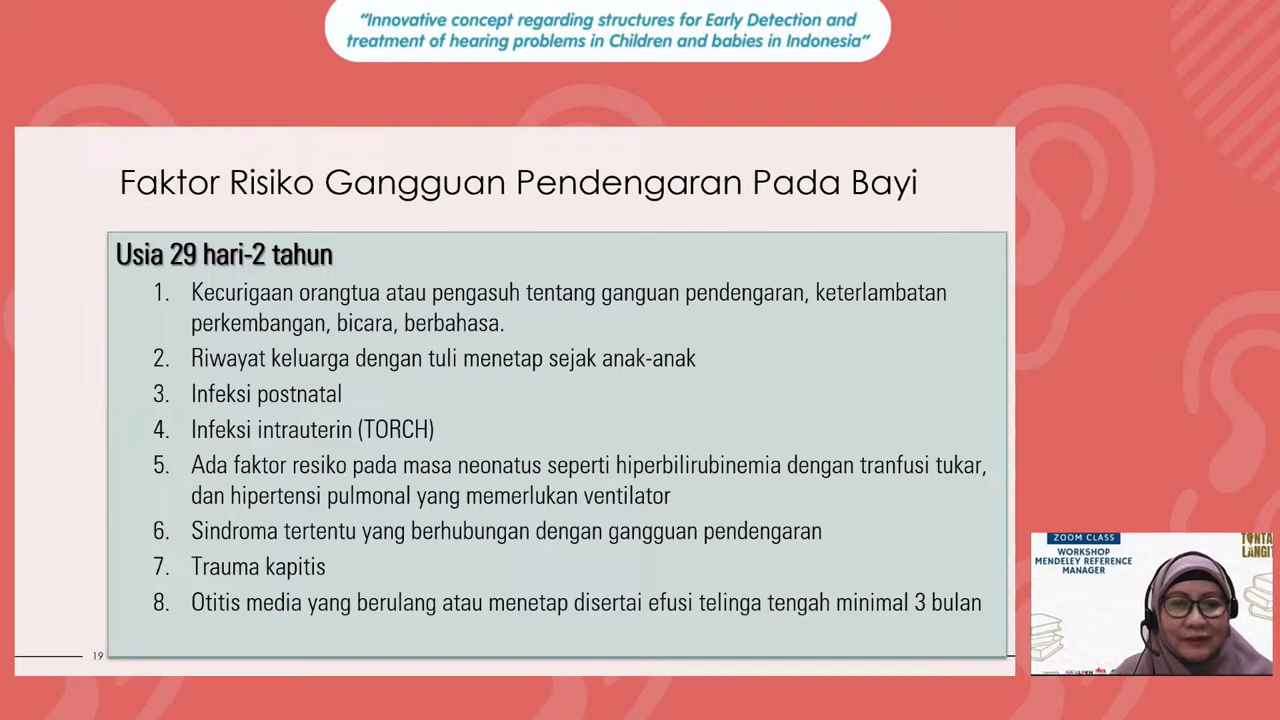 “Innovative concept regarding structures for Early Detection and
treatment of hearing problems in Children and babies in Indonesia”
Faktor Risiko Gangguan Pendengaran Pada Bayi
Usia 29 hari-2 tahun
1. Kecurigaan orangtua atau pengasuh tentang ganguan pendengaran, keterlambatan
perkembangan, bicara, berbahasa.
2. Riwayat keluarga dengan tuli menetap sejak anak-anak
3. Infeksi postnatal
4. Infeksi intrauterin (TORCH)
5. Ada faktor resiko pada masa neonatus seperti hiperbilirubinemia dengan tranfusi tukar,
dan hipertensi pulmonal yang memerlukan ventilator
6. Sindroma tertentu yang berhubungan dengan gangguan pendengaran
7. Trauma kapitis
8. Otitis media yang berulang atau menetap disertai efusi telinga tengah minimal 3 bulan
19
ZOOM CLASS
WORKSHOP
MENDELEY REFERENCE
MANAGER